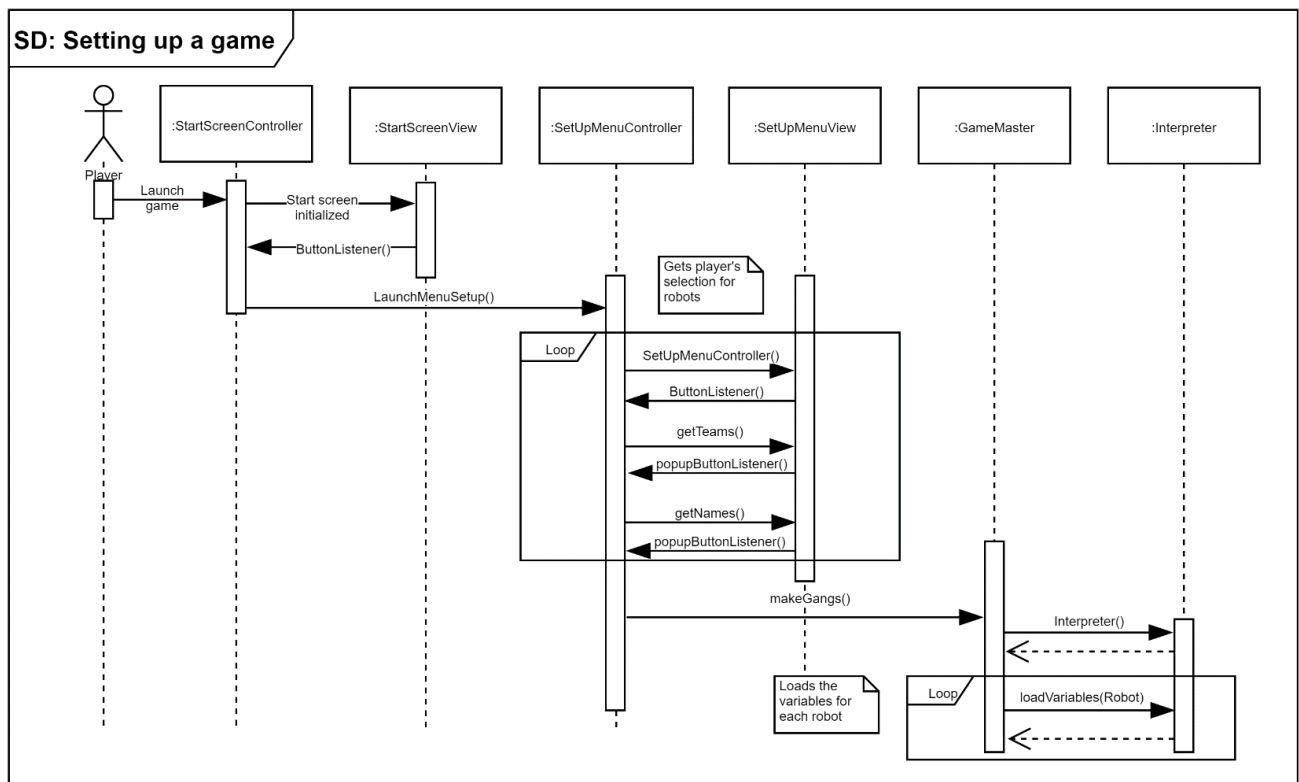 SD: Setting up a game
:StartScreenController
:StartScreenView
:SetUpMenuController
:SetUpMenuView
:GameMaster
:Interpreter
Player
Launch
game
Start screen
initialized
ButtonListener()
Gets player's
selection for
robots
LaunchMenuSetup()
Loop
SetUpMenuController()
ButtonListener()
getTeams()
popupButtonListener()
getNames()
popupButtonListener()
makeGangs()
Interpreter()
Loads the
variables for
each robot
Loop
loadVariables(Robot)